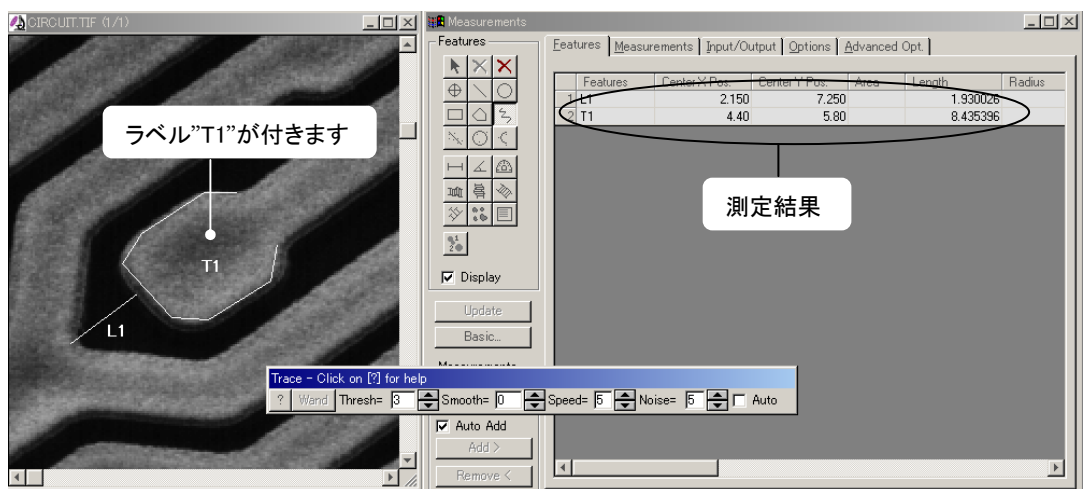 CIRCUIT.TIF (1/1)
ラベル”T1”が付きます
T1
L1
Measurements
Features
Display
Update
Basic...
Features Measurements Input/Output Options Advanced Opt.
Features Center X Pos. Center Y Pos. Area Length Radius
1 L1 2.150 7.250 1.930026
2 T1 4.40 5.80 8.435396
測定結果
Measurements
Trace - Click on [?] for help
? Wand Thresh= 3 Smooth= 0 Speed= 5 Noise= 5 Auto
Auto Add
Add >
Remove <